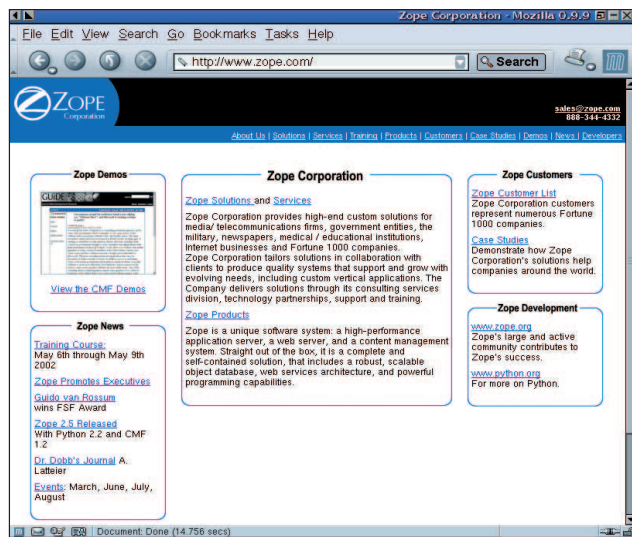 Zope Corporation - Mozilla 0.9.9
File Edit View Search Go Bookmarks Tasks Help
http://www.zope.com/
Search
ZOPE
Corporation
sales@zope.com
888-344-4332
About Us | Solutions | Services | Training | Products | Customers | Case Studies | Demos | News | Developers
Zope Demos
GUIDE
View the CMF Demos
Zope News
Training Course:
May 6th through May 9th
2002
Zope Promotes Executives
Guido van Rossum
wins FSF Award
Zope 2.5 Released
With Python 2.2 and CMF
1.2
Dr. Dobb's Journal A.
Latteier
Events: March, June, July,
August
Zope Corporation
Zope Solutions and Services
Zope Corporation provides high-end custom solutions for
media/ telecommunications firms, government entities, the
military, newspapers, medical / educational institutions,
Internet businesses and Fortune 1000 companies.
Zope Corporation tailors solutions in collaboration with
clients to produce quality systems that support and grow with
evolving needs, including custom vertical applications. The
Company delivers solutions through its consulting services
division, technology partnerships, support and training.
Zope Products
Zope is a unique software system: a high-performance
application server, a web server, and a content management
system. Straight out of the box, it is a complete and
self-contained solution, that includes a robust, scalable
object database, web services architecture, and powerful
programming capabilities.
Zope Customers
Zope Customer List
Zope Corporation customers
represent numerous Fortune
1000 companies.
Case Studies
Demonstrate how Zope
Corporation's solutions help
companies around the world.
Zope Development
www.zope.org
Zope's large and active
community contributes to
Zope's success.
www.python.org
For more on Python.
Document: Done (14.756 secs)